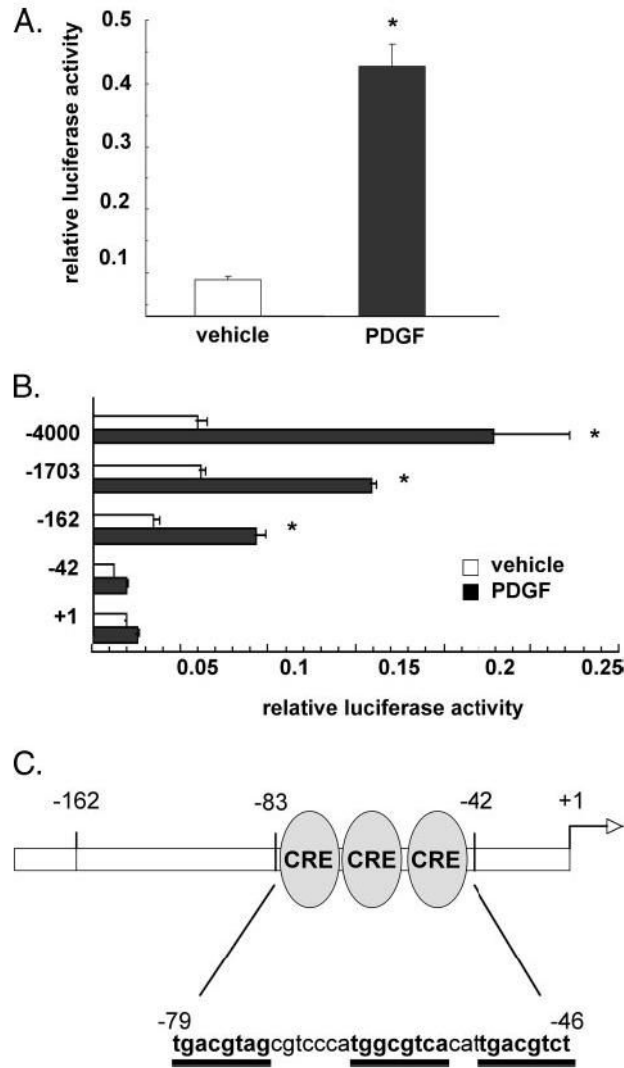 A.
relative luciferase activity
0.5
0.4
0.3
0.2
0.1
*
vehicle PDGF
B.
-4000 *
-1703 *
-162 *
-42
+1
vehicle
PDGF
0.05 0.1 0.15 0.2 0.25
relative luciferase activity
C.
-162 -83 -42 +1
CRE CRE CRE
-79 -46
tgacgtagcgtcccatggcgtcacattgacgtct